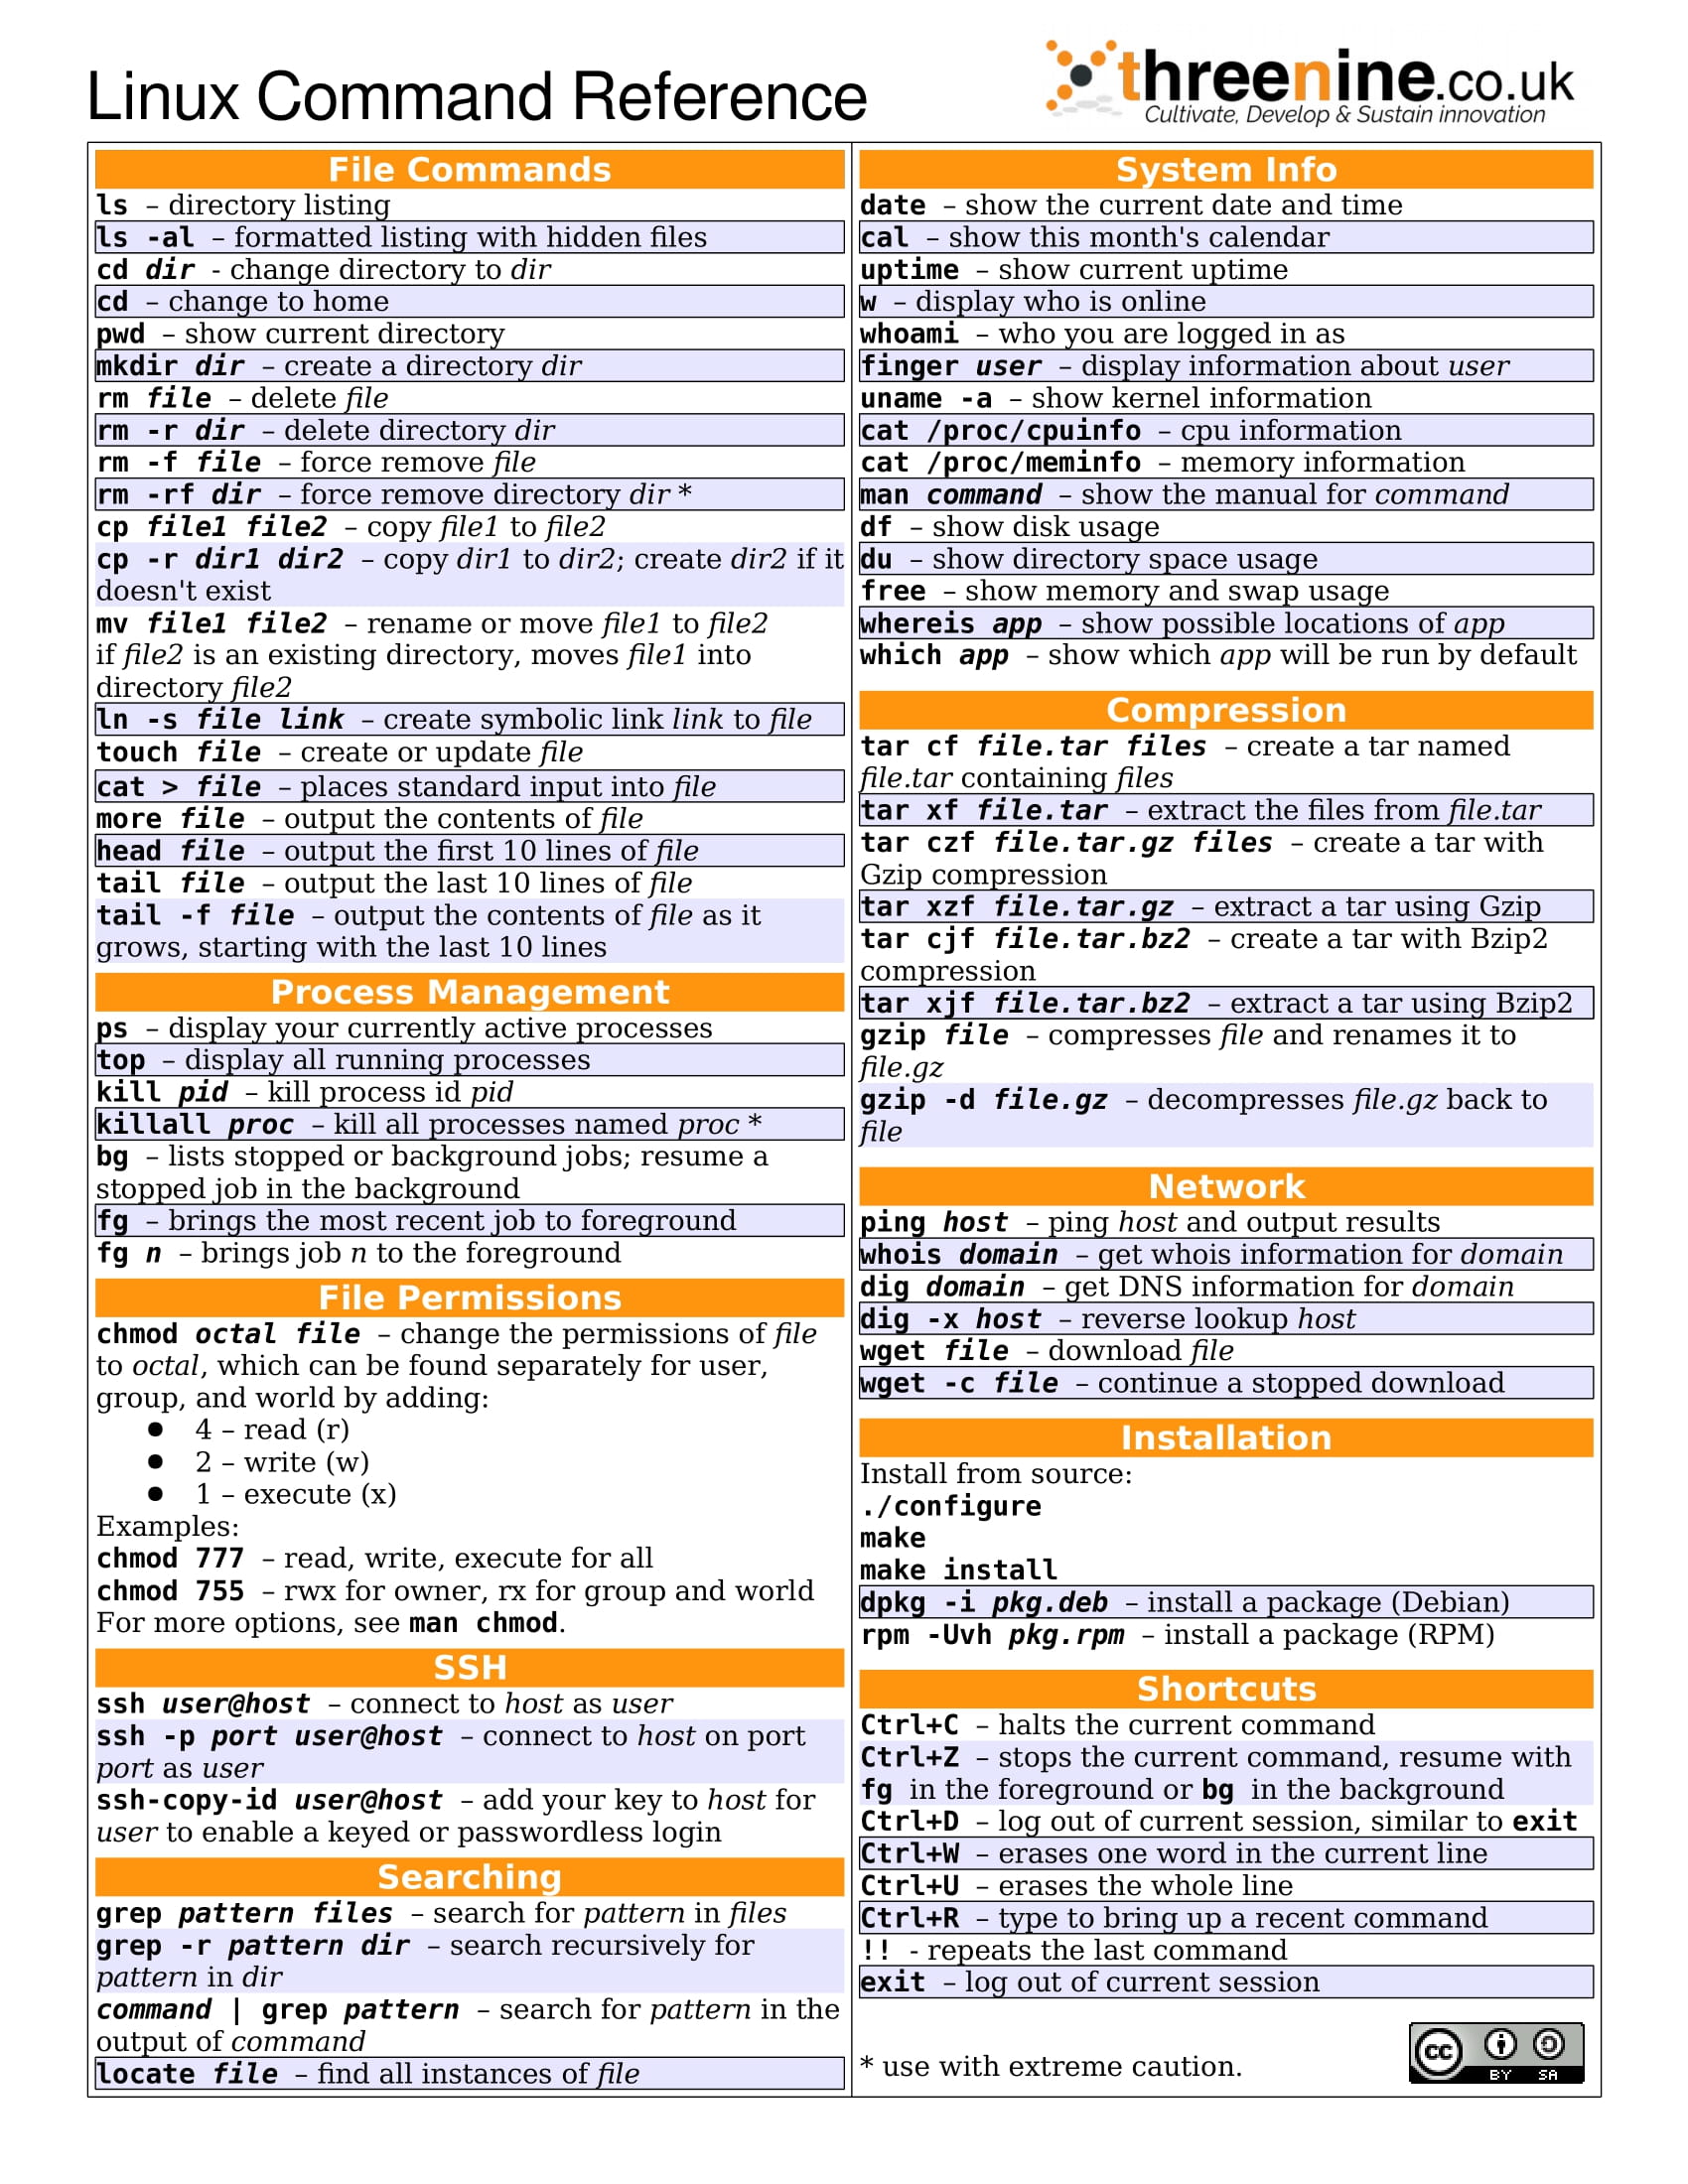 Linux Command Reference
threenine.co.uk
Cultivate, Develop & Sustain innovation
File Commands
ls – directory listing
ls -al – formatted listing with hidden files
cd dir - change directory to dir
cd – change to home
pwd – show current directory
mkdir dir – create a directory dir
rm file – delete file
rm -r dir – delete directory dir
rm -f file – force remove file
rm -rf dir – force remove directory dir *
cp file1 file2 – copy file1 to file2
cp -r dir1 dir2 – copy dir1 to dir2; create dir2 if it
doesn't exist
mv file1 file2 – rename or move file1 to file2
if file2 is an existing directory, moves file1 into
directory file2
ln -s file link – create symbolic link link to file
touch file – create or update file
cat > file – places standard input into file
more file – output the contents of file
head file – output the first 10 lines of file
tail file – output the last 10 lines of file
tail -f file – output the contents of file as it
grows, starting with the last 10 lines
Process Management
ps – display your currently active processes
top – display all running processes
kill pid – kill process id pid
killall proc – kill all processes named proc *
bg – lists stopped or background jobs; resume a
stopped job in the background
fg – brings the most recent job to foreground
fg n – brings job n to the foreground
File Permissions
chmod octal file – change the permissions of file
to octal, which can be found separately for user,
group, and world by adding:
● 4 – read (r)
● 2 – write (w)
● 1 – execute (x)
Examples:
chmod 777 – read, write, execute for all
chmod 755 – rwx for owner, rx for group and world
For more options, see man chmod.
SSH
ssh user@host – connect to host as user
ssh -p port user@host – connect to host on port
port as user
ssh-copy-id user@host – add your key to host for
user to enable a keyed or passwordless login
Searching
grep pattern files – search for pattern in files
grep -r pattern dir – search recursively for
pattern in dir
command | grep pattern – search for pattern in the
output of command
locate file – find all instances of file
System Info
date – show the current date and time
cal – show this month's calendar
uptime – show current uptime
w – display who is online
whoami – who you are logged in as
finger user – display information about user
uname -a – show kernel information
cat /proc/cpuinfo – cpu information
cat /proc/meminfo – memory information
man command – show the manual for command
df – show disk usage
du – show directory space usage
free – show memory and swap usage
whereis app – show possible locations of app
which app – show which app will be run by default
Compression
tar cf file.tar files – create a tar named
file.tar containing files
tar xf file.tar – extract the files from file.tar
tar czf file.tar.gz files – create a tar with
Gzip compression
tar xzf file.tar.gz – extract a tar using Gzip
tar cjf file.tar.bz2 – create a tar with Bzip2
compression
tar xjf file.tar.bz2 – extract a tar using Bzip2
gzip file – compresses file and renames it to
file.gz
gzip -d file.gz – decompresses file.gz back to
file
Network
ping host – ping host and output results
whois domain – get whois information for domain
dig domain – get DNS information for domain
dig -x host – reverse lookup host
wget file – download file
wget -c file – continue a stopped download
Installation
Install from source:
./configure
make
make install
dpkg -i pkg.deb – install a package (Debian)
rpm -Uvh pkg.rpm – install a package (RPM)
Shortcuts
Ctrl+C – halts the current command
Ctrl+Z – stops the current command, resume with
fg in the foreground or bg in the background
Ctrl+D – log out of current session, similar to exit
Ctrl+W – erases one word in the current line
Ctrl+U – erases the whole line
Ctrl+R – type to bring up a recent command
!! - repeats the last command
exit – log out of current session
* use with extreme caution.
cc
BY SA